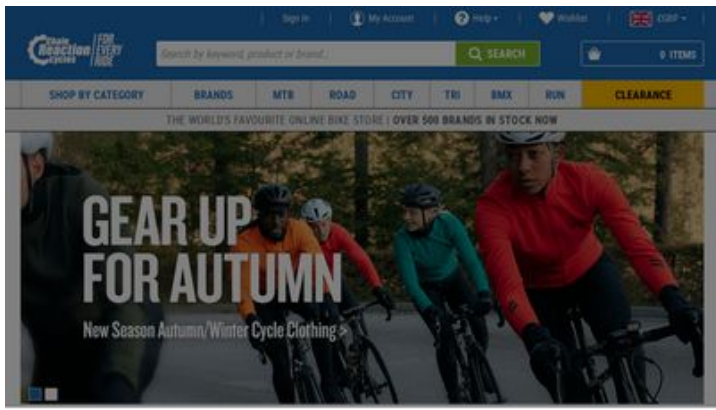 Sign In
My Account
Help
Wishlist
£GBP
Chain Reaction Cycles
FOR EVERY RIDE
Search by keyword, product or brand...
SEARCH
0 ITEMS
SHOP BY CATEGORY
BRANDS
MTB
ROAD
CITY
TRI
BMX
RUN
CLEARANCE
THE WORLD'S FAVOURITE ONLINE BIKE STORE | OVER 500 BRANDS IN STOCK NOW
GEAR UP
FOR AUTUMN
New Season Autumn/Winter Cycle Clothing >